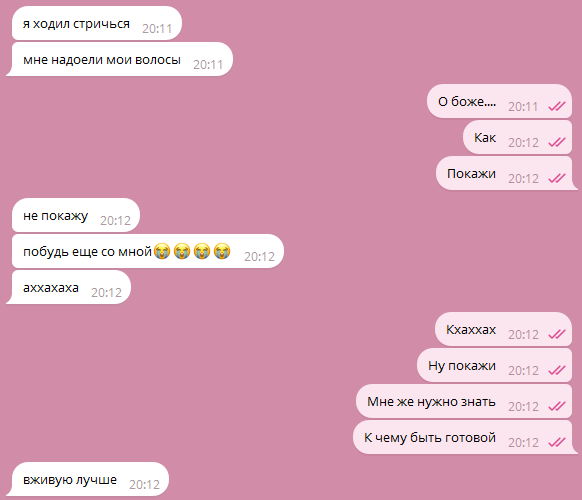 я ходил стричься 20:11
мне надоели мои волосы 20:11
О боже.... 20:11
Как 20:12
Покажи 20:12
не покажу 20:12
побудь еще со мной😭😭😭😭 20:12
аххахаха 20:12
Кхаххах 20:12
Ну покажи 20:12
Мне же нужно знать 20:12
К чему быть готовой 20:12
вживую лучше 20:12